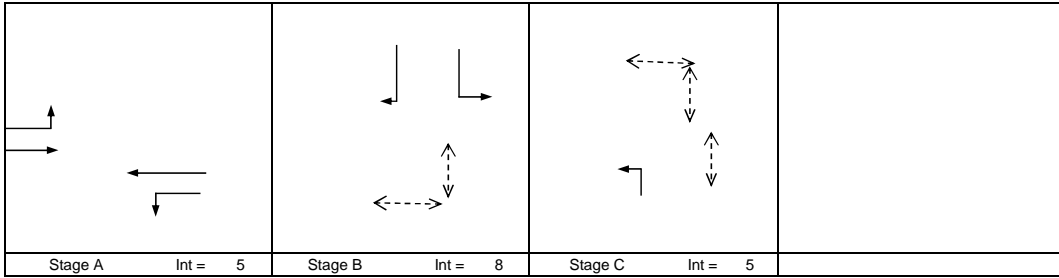 Stage A Int = 5 Stage B Int = 8 Stage C Int = 5